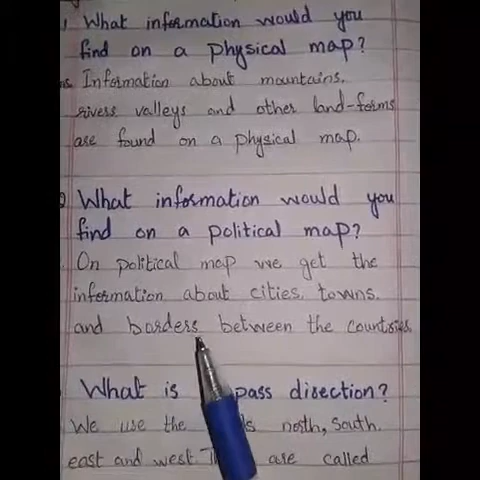 What information would you
find on a physical map?
Information about mountains.
rivers valleys and other land-forms
are found on a physical map.
What information would you
find on a political map?
On political map we get the
information about cities, towns.
and borders between the countries
What is pass direction?
We use the north, south.
east and west. are called